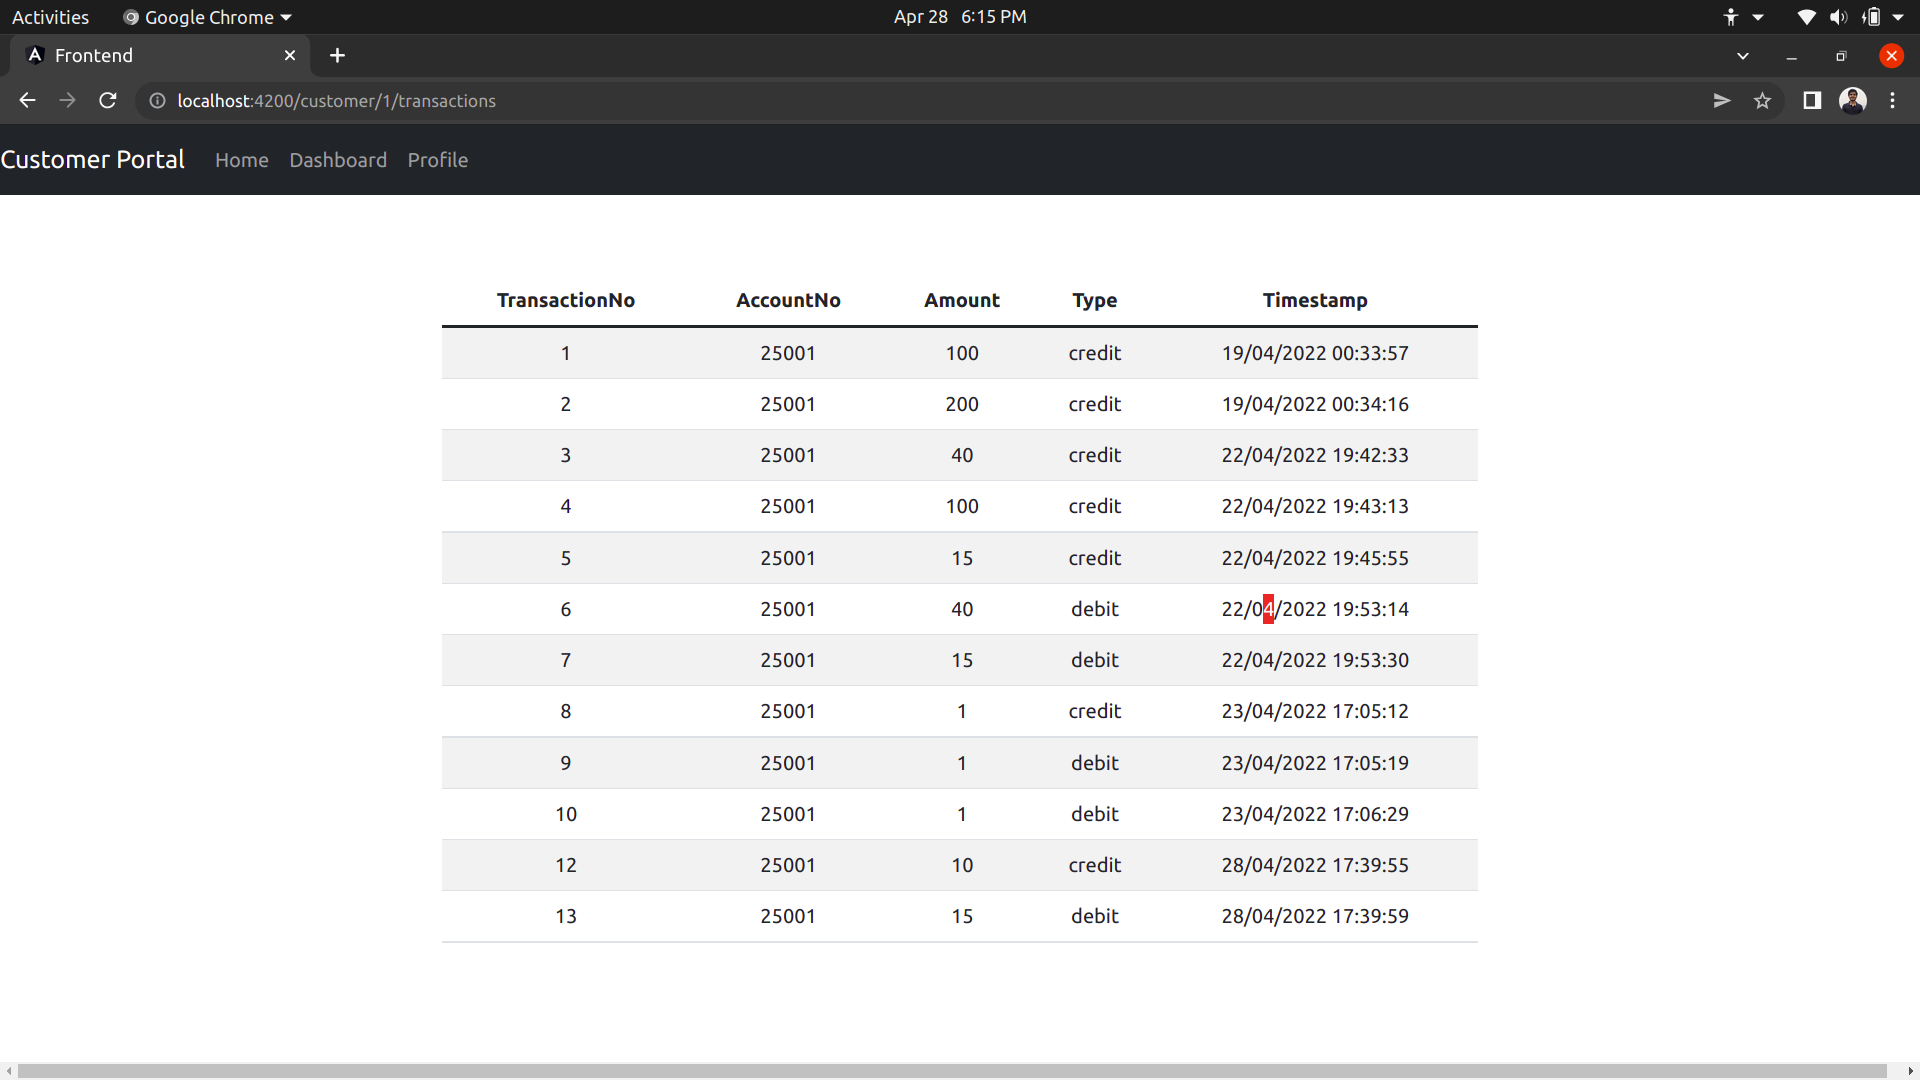 Activities Google Chrome Apr 28 6:15 PM
Frontend
localhost:4200/customer/1/transactions
Customer Portal Home Dashboard Profile
TransactionNo AccountNo Amount Type Timestamp
1 25001 100 credit 19/04/2022 00:33:57
2 25001 200 credit 19/04/2022 00:34:16
3 25001 40 credit 22/04/2022 19:42:33
4 25001 100 credit 22/04/2022 19:43:13
5 25001 15 credit 22/04/2022 19:45:55
6 25001 40 debit 22/04/2022 19:53:14
7 25001 15 debit 22/04/2022 19:53:30
8 25001 1 credit 23/04/2022 17:05:12
9 25001 1 debit 23/04/2022 17:05:19
10 25001 1 debit 23/04/2022 17:06:29
12 25001 10 credit 28/04/2022 17:39:55
13 25001 15 debit 28/04/2022 17:39:59